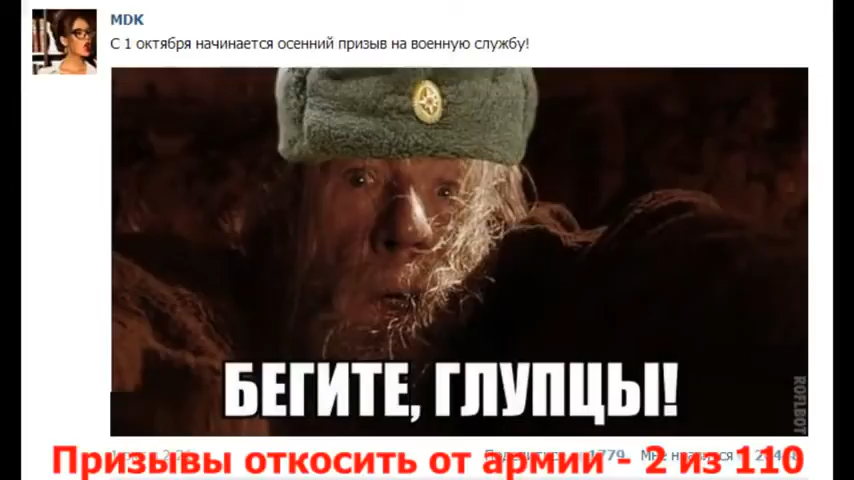 MDK
С 1 октября начинается осенний призыв на военную службу!
БЕГИТЕ, ГЛУПЦЫ!
ROFLBOT
Призывы откосить от армии - 2 из 110